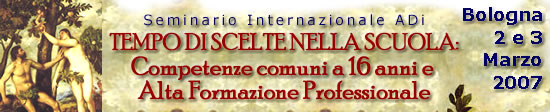 Seminario Internazionale ADi
TEMPO DI SCELTE NELLA SCUOLA:
Competenze comuni a 16 anni e
Alta Formazione Professionale
Bologna
2 e 3
Marzo
2007